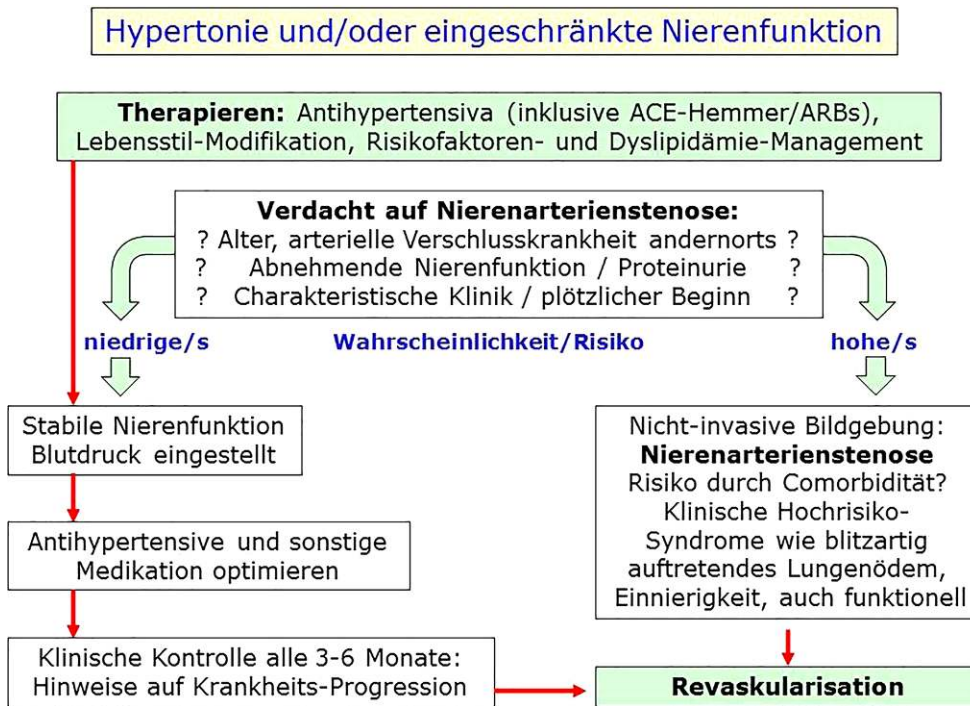 Hypertonie und/oder eingeschränkte Nierenfunktion
Therapieren: Antihypertensiva (inklusive ACE-Hemmer/ARBs),
Lebensstil-Modifikation, Risikofaktoren- und Dyslipidämie-Management
Verdacht auf Nierenarterienstenose:
? Alter, arterielle Verschlusskrankheit andernorts ?
? Abnehmende Nierenfunktion / Proteinurie ?
? Charakteristische Klinik / plötzlicher Beginn ?
niedrige/s Wahrscheinlichkeit/Risiko hohe/s
Stabile Nierenfunktion
Blutdruck eingestellt
Antihypertensive und sonstige
Medikation optimieren
Klinische Kontrolle alle 3-6 Monate:
Hinweise auf Krankheits-Progression
Nicht-invasive Bildgebung:
Nierenarterienstenose
Risiko durch Comorbidität?
Klinische Hochrisiko-
Syndrome wie blitzartig
auftretendes Lungenödem,
Einnierigkeit, auch funktionell
Revaskularisation